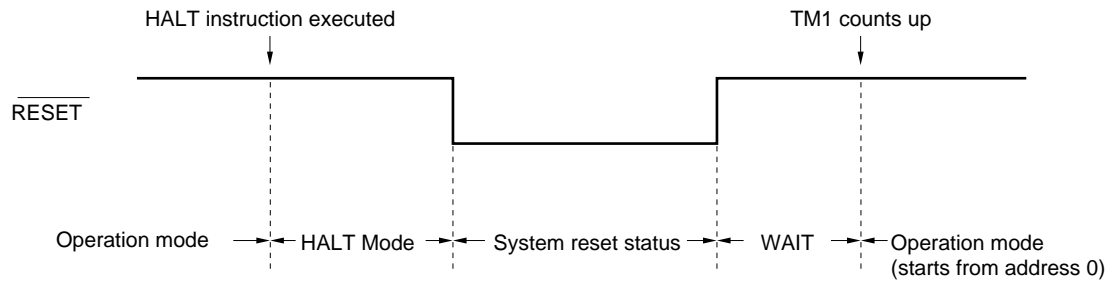 HALT instruction executed
TM1 counts up
RESET
Operation mode
HALT Mode
System reset status
WAIT
Operation mode
(starts from address 0)